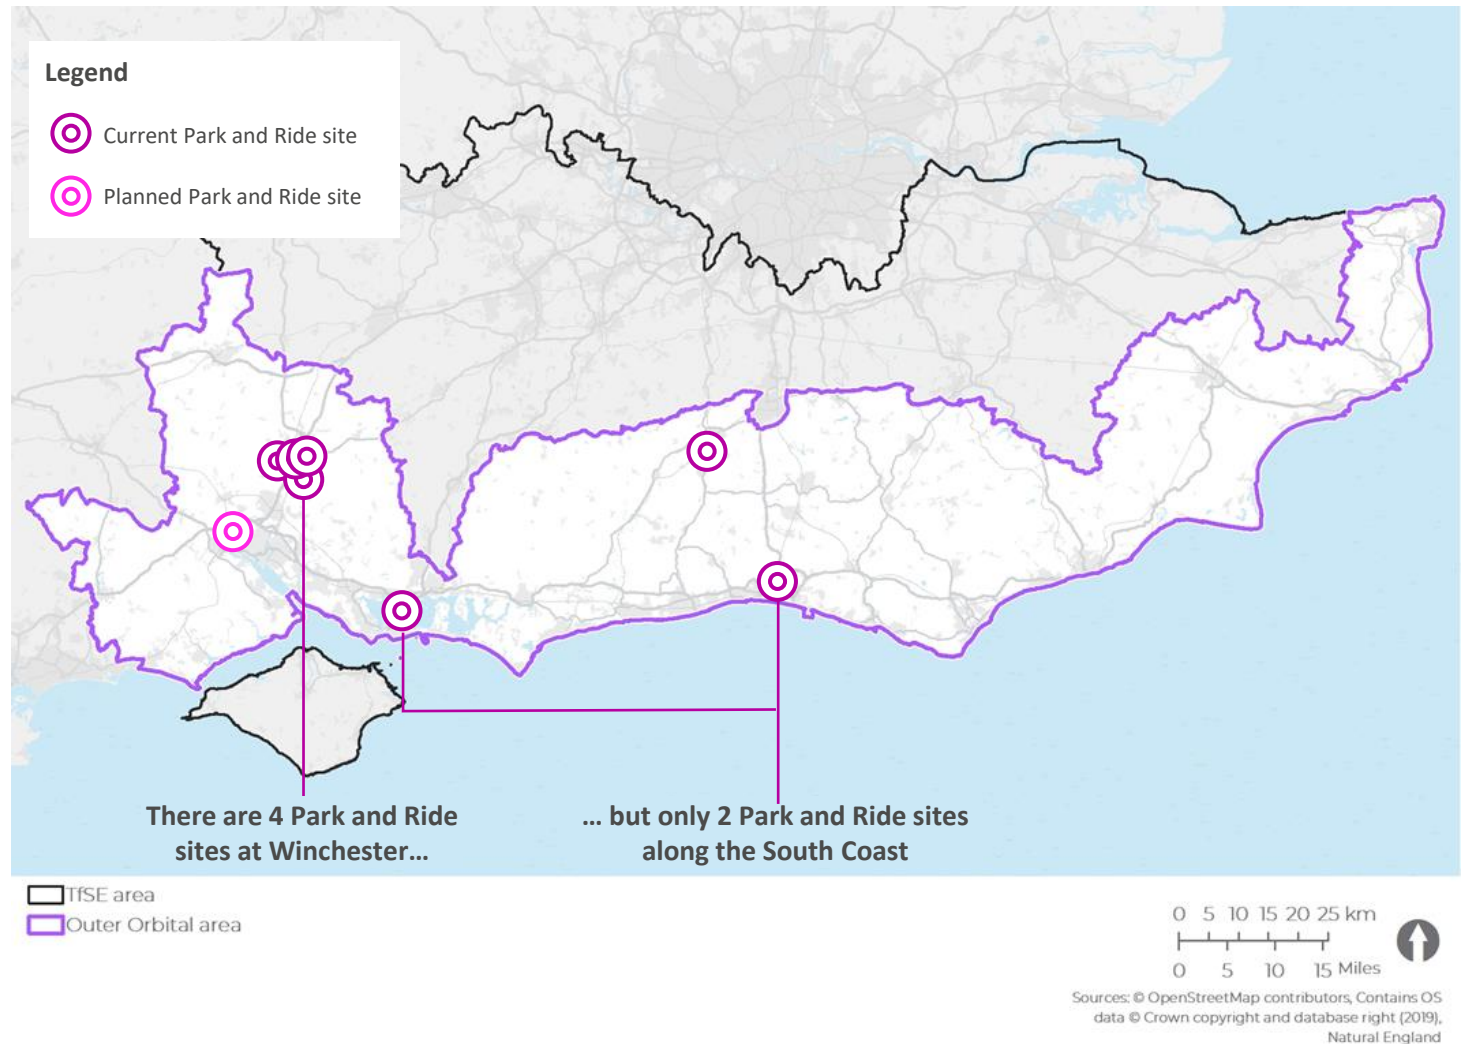 Legend
Current Park and Ride site
Planned Park and Ride site
There are 4 Park and Ride
sites at Winchester…
… but only 2 Park and Ride sites
along the South Coast
TfSE area
Outer Orbital area
0 5 10 15 20 25 km
0 5 10 15 Miles
Sources: © OpenStreetMap contributors, Contains OS
data © Crown copyright and database right (2019),
Natural England